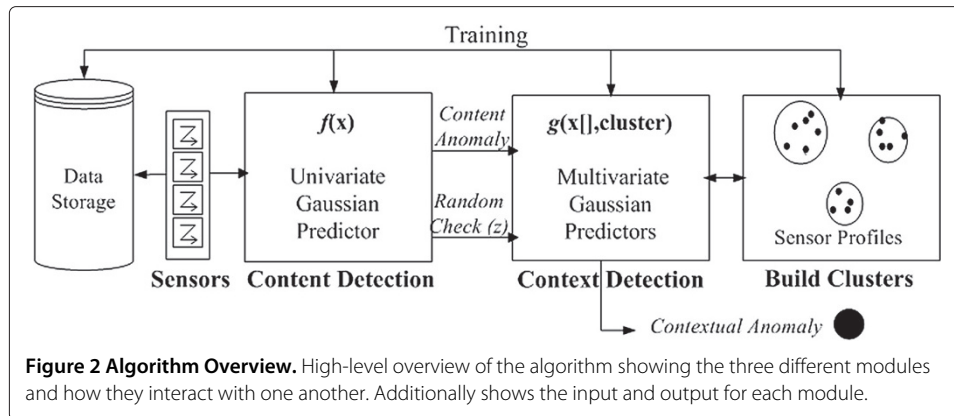 Training
Data
Storage
Sensors
f(x)
Univariate
Gaussian
Predictor
Content Detection
Content
Anomaly
Random
Check (z)
g(x[],cluster)
Multivariate
Gaussian
Predictors
Context Detection
Sensor Profiles
Build Clusters
Contextual Anomaly
Figure 2 Algorithm Overview. High-level overview of the algorithm showing the three different modules
and how they interact with one another. Additionally shows the input and output for each module.